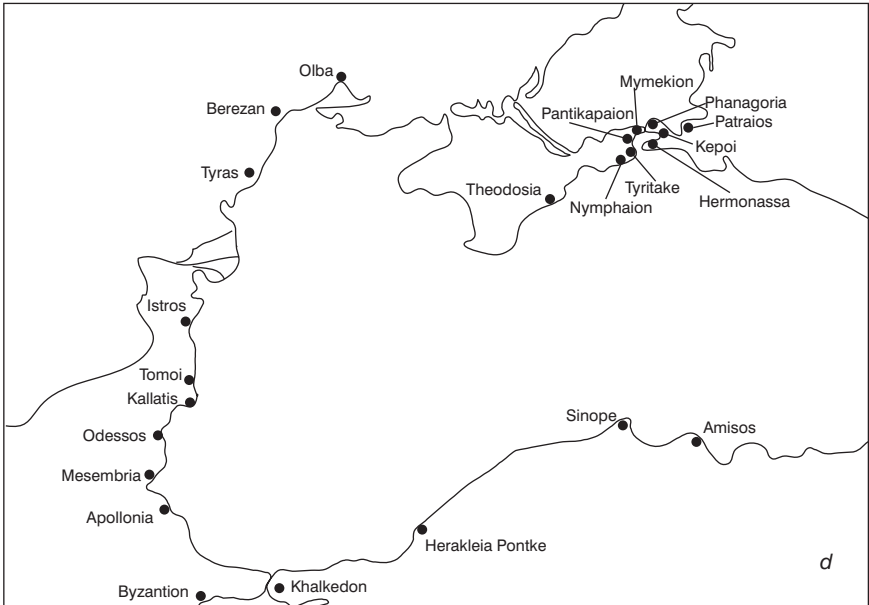 Olba
Mymekion
Berezan
Phanagoria
Pantikapaion
Patraios
Kepoi
Tyras
Theodosia
Tyritake
Nymphaion
Hermonassa
Istros
Tomoi
Kallatis
Sinope
Amisos
Odessos
Mesembria
Apollonia
Herakleia Pontke
d
Khalkedon
Byzantion